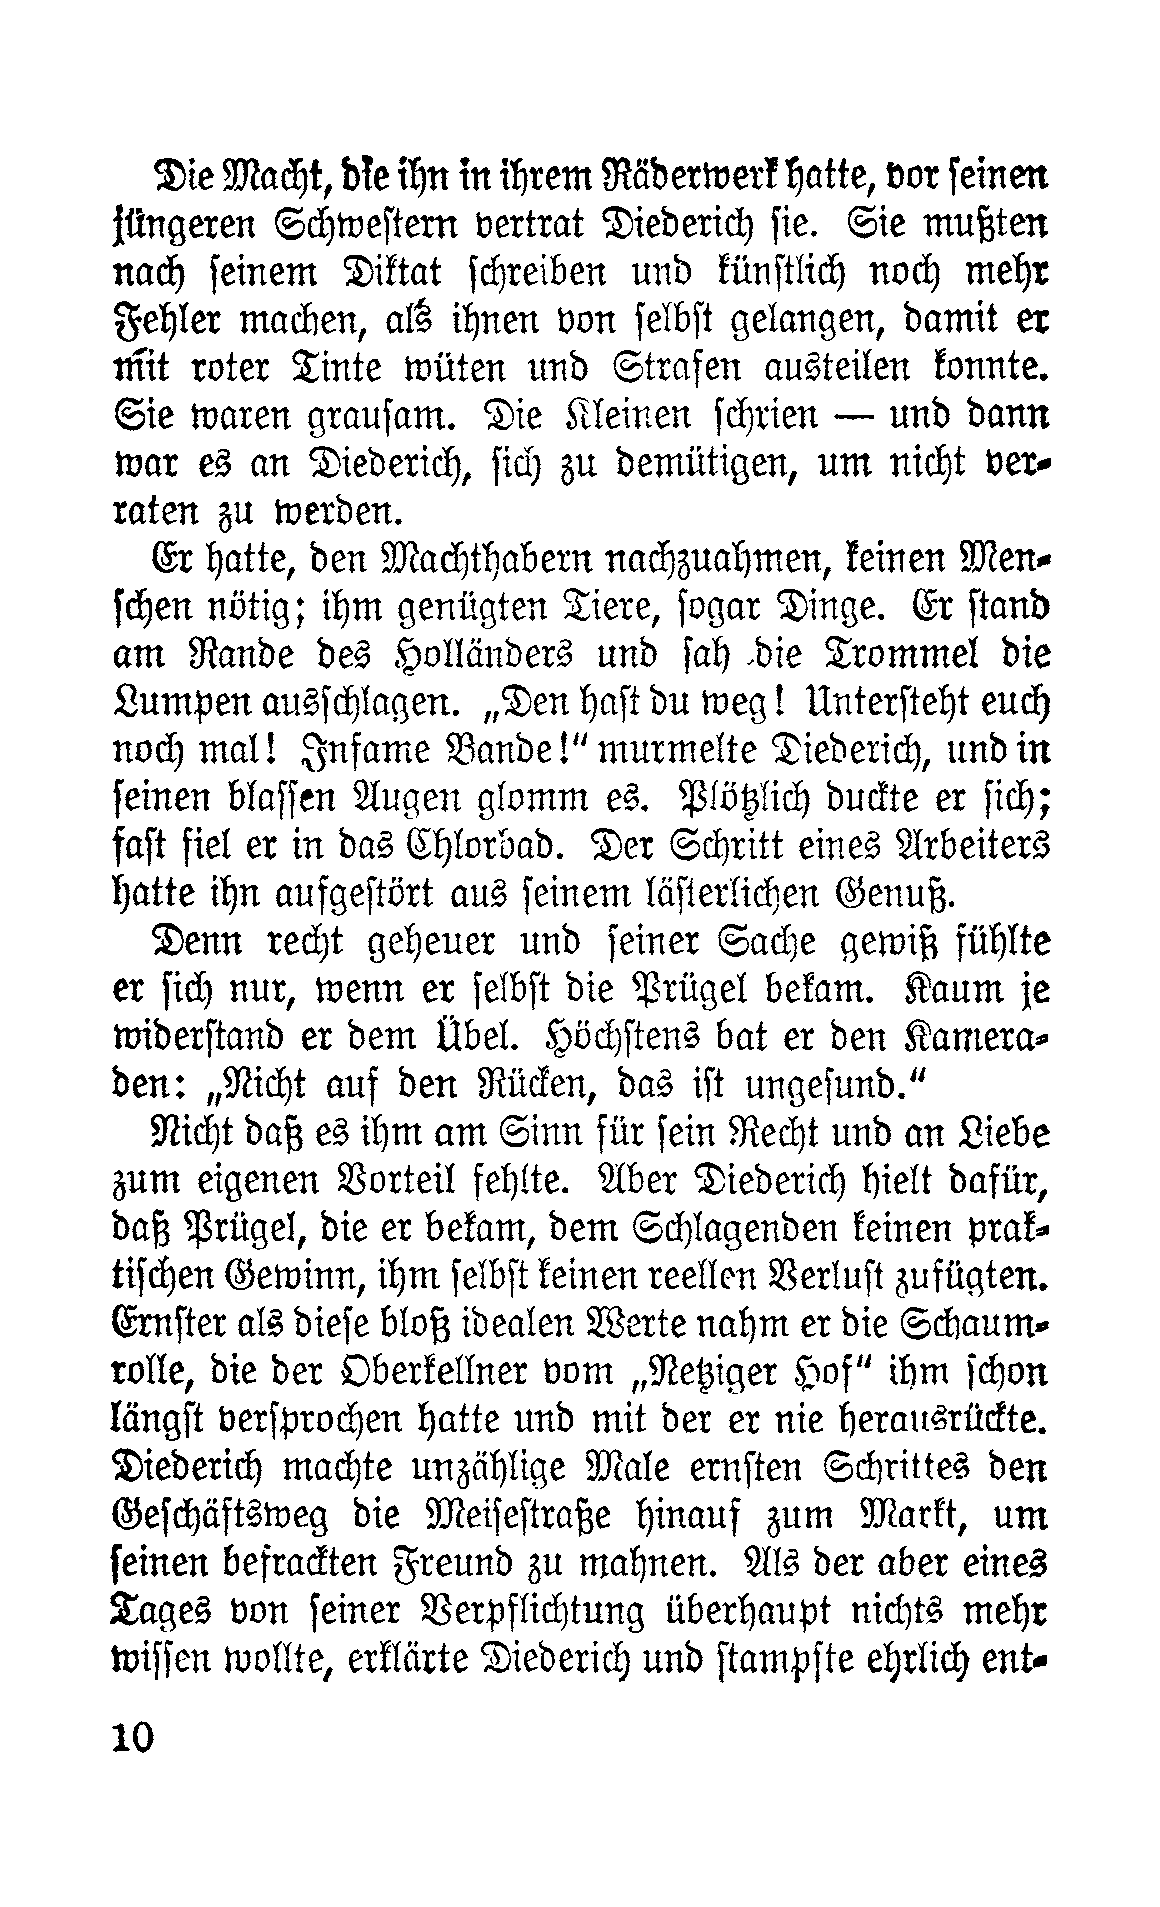 Die Macht, die ihn in ihrem Räderwerk hatte, vor seinen
jüngeren Schwestern vertrat Diederich sie. Sie mußten
nach seinem Diktat schreiben und künstlich noch mehr
Fehler machen, als ihnen von selbst gelangen, damit er
mit roter Tinte wüten und Strafen austeilen konnte.
Sie waren grausam. Die Kleinen schrien — und dann
war es an Diederich, sich zu demütigen, um nicht ver-
raten zu werden.
Er hatte, den Machthabern nachzuahmen, keinen Men-
schen nötig; ihm genügten Tiere, sogar Dinge. Er stand
am Rande des Holländers und sah die Trommel die
Lumpen ausschlagen. „Den hast du weg! Untersteht euch
noch mal! Infame Bande!“ murmelte Diederich, und in
seinen blassen Augen glomm es. Plötzlich duckte er sich;
fast fiel er in das Chlorbad. Der Schritt eines Arbeiters
hatte ihn aufgestört aus seinem lästerlichen Genuß.
Denn recht geheuer und seiner Sache gewiß fühlte
er sich nur, wenn er selbst die Prügel bekam. Kaum je
widerstand er dem Übel. Höchstens bat er den Kamera-
den: „Nicht auf den Rücken, das ist ungesund.“
Nicht daß es ihm am Sinn für sein Recht und an Liebe
zum eigenen Vorteil fehlte. Aber Diederich hielt dafür,
daß Prügel, die er bekam, dem Schlagenden keinen prak-
tischen Gewinn, ihm selbst keinen reellen Verlust zufügten.
Ernster als diese bloß idealen Werte nahm er die Schaum-
rolle, die der Oberkellner vom „Netziger Hof“ ihm schon
längst versprochen hatte und mit der er nie herausrückte.
Diederich machte unzählige Male ernsten Schrittes den
Geschäftsweg die Meisestraße hinauf zum Markt, um
seinen befrackten Freund zu mahnen. Als der aber eines
Tages von seiner Verpflichtung überhaupt nichts mehr
wissen wollte, erklärte Diederich und stampfte ehrlich ent-
10